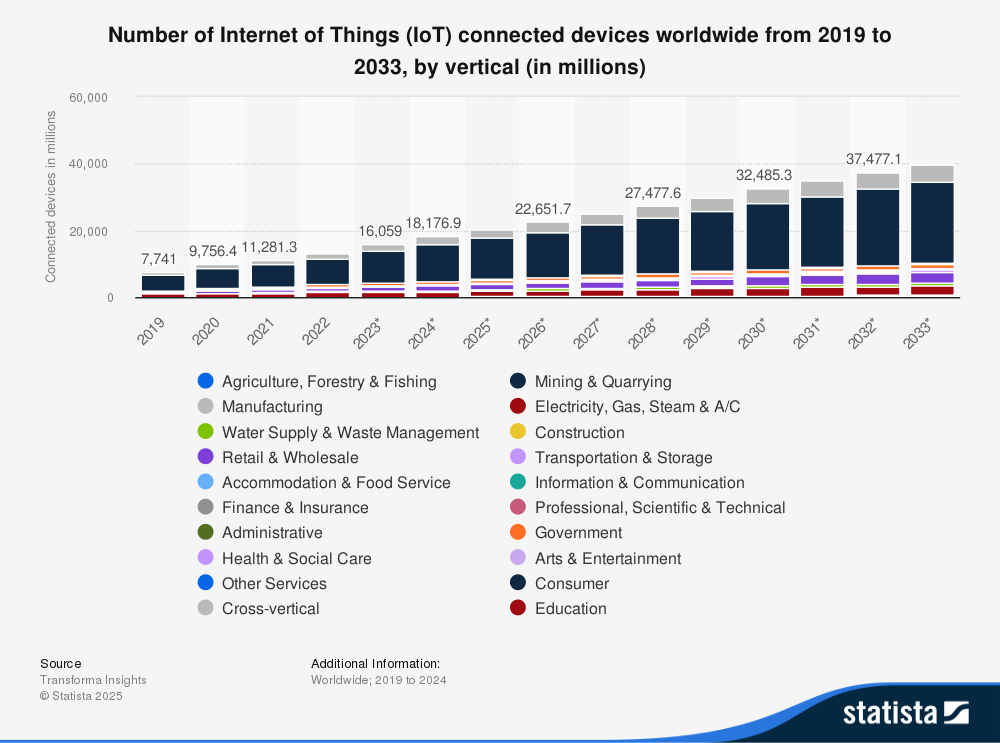 Number of Internet of Things (IoT) connected devices worldwide from 2019 to
2033, by vertical (in millions)
Connected devices in millions
60,000
40,000
20,000
0
7,741
9,756.4
11,281.3
16,059
18,176.9
22,651.7
27,477.6
32,485.3
37,477.1
2019
2020
2021
2022
2023*
2024*
2025*
2026*
2027*
2028*
2029*
2030*
2031*
2032*
2033*
Agriculture, Forestry & Fishing
Mining & Quarrying
Manufacturing
Electricity, Gas, Steam & A/C
Water Supply & Waste Management
Construction
Retail & Wholesale
Transportation & Storage
Accommodation & Food Service
Information & Communication
Finance & Insurance
Professional, Scientific & Technical
Administrative
Government
Health & Social Care
Arts & Entertainment
Other Services
Consumer
Cross-vertical
Education
Source
Transforma Insights
© Statista 2025
Additional Information:
Worldwide; 2019 to 2024
statista